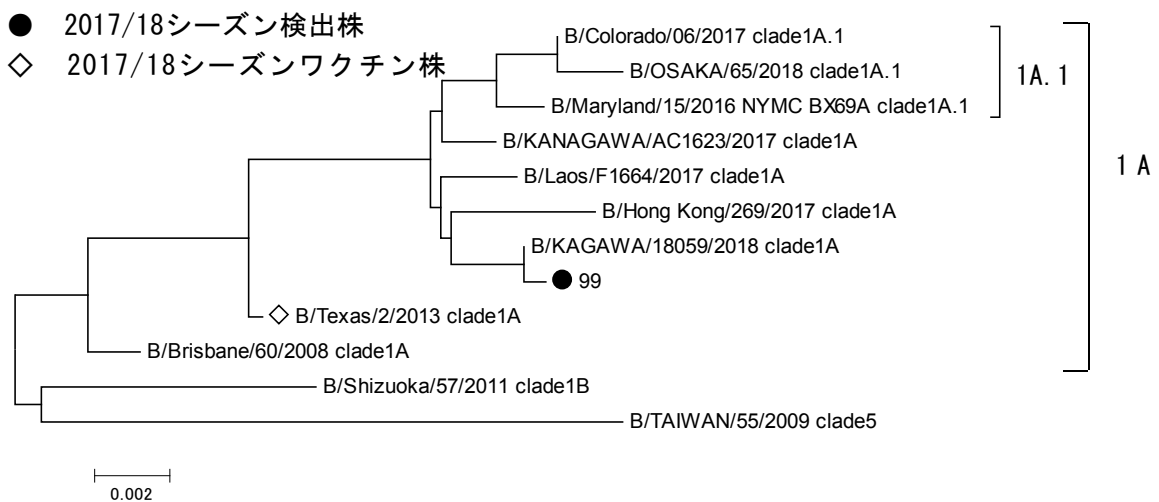 ● 2017/18シーズン検出株
◇ 2017/18シーズンワクチン株
B/Colorado/06/2017 clade1A.1
B/OSAKA/65/2018 clade1A.1
B/Maryland/15/2016 NYMC BX69A clade1A.1
1A.1
B/KANAGAWA/AC1623/2017 clade1A
B/Laos/F1664/2017 clade1A
1 A
B/Hong Kong/269/2017 clade1A
B/KAGAWA/18059/2018 clade1A
● 99
◇ B/Texas/2/2013 clade1A
B/Brisbane/60/2008 clade1A
B/Shizuoka/57/2011 clade1B
B/TAIWAN/55/2009 clade5
0.002